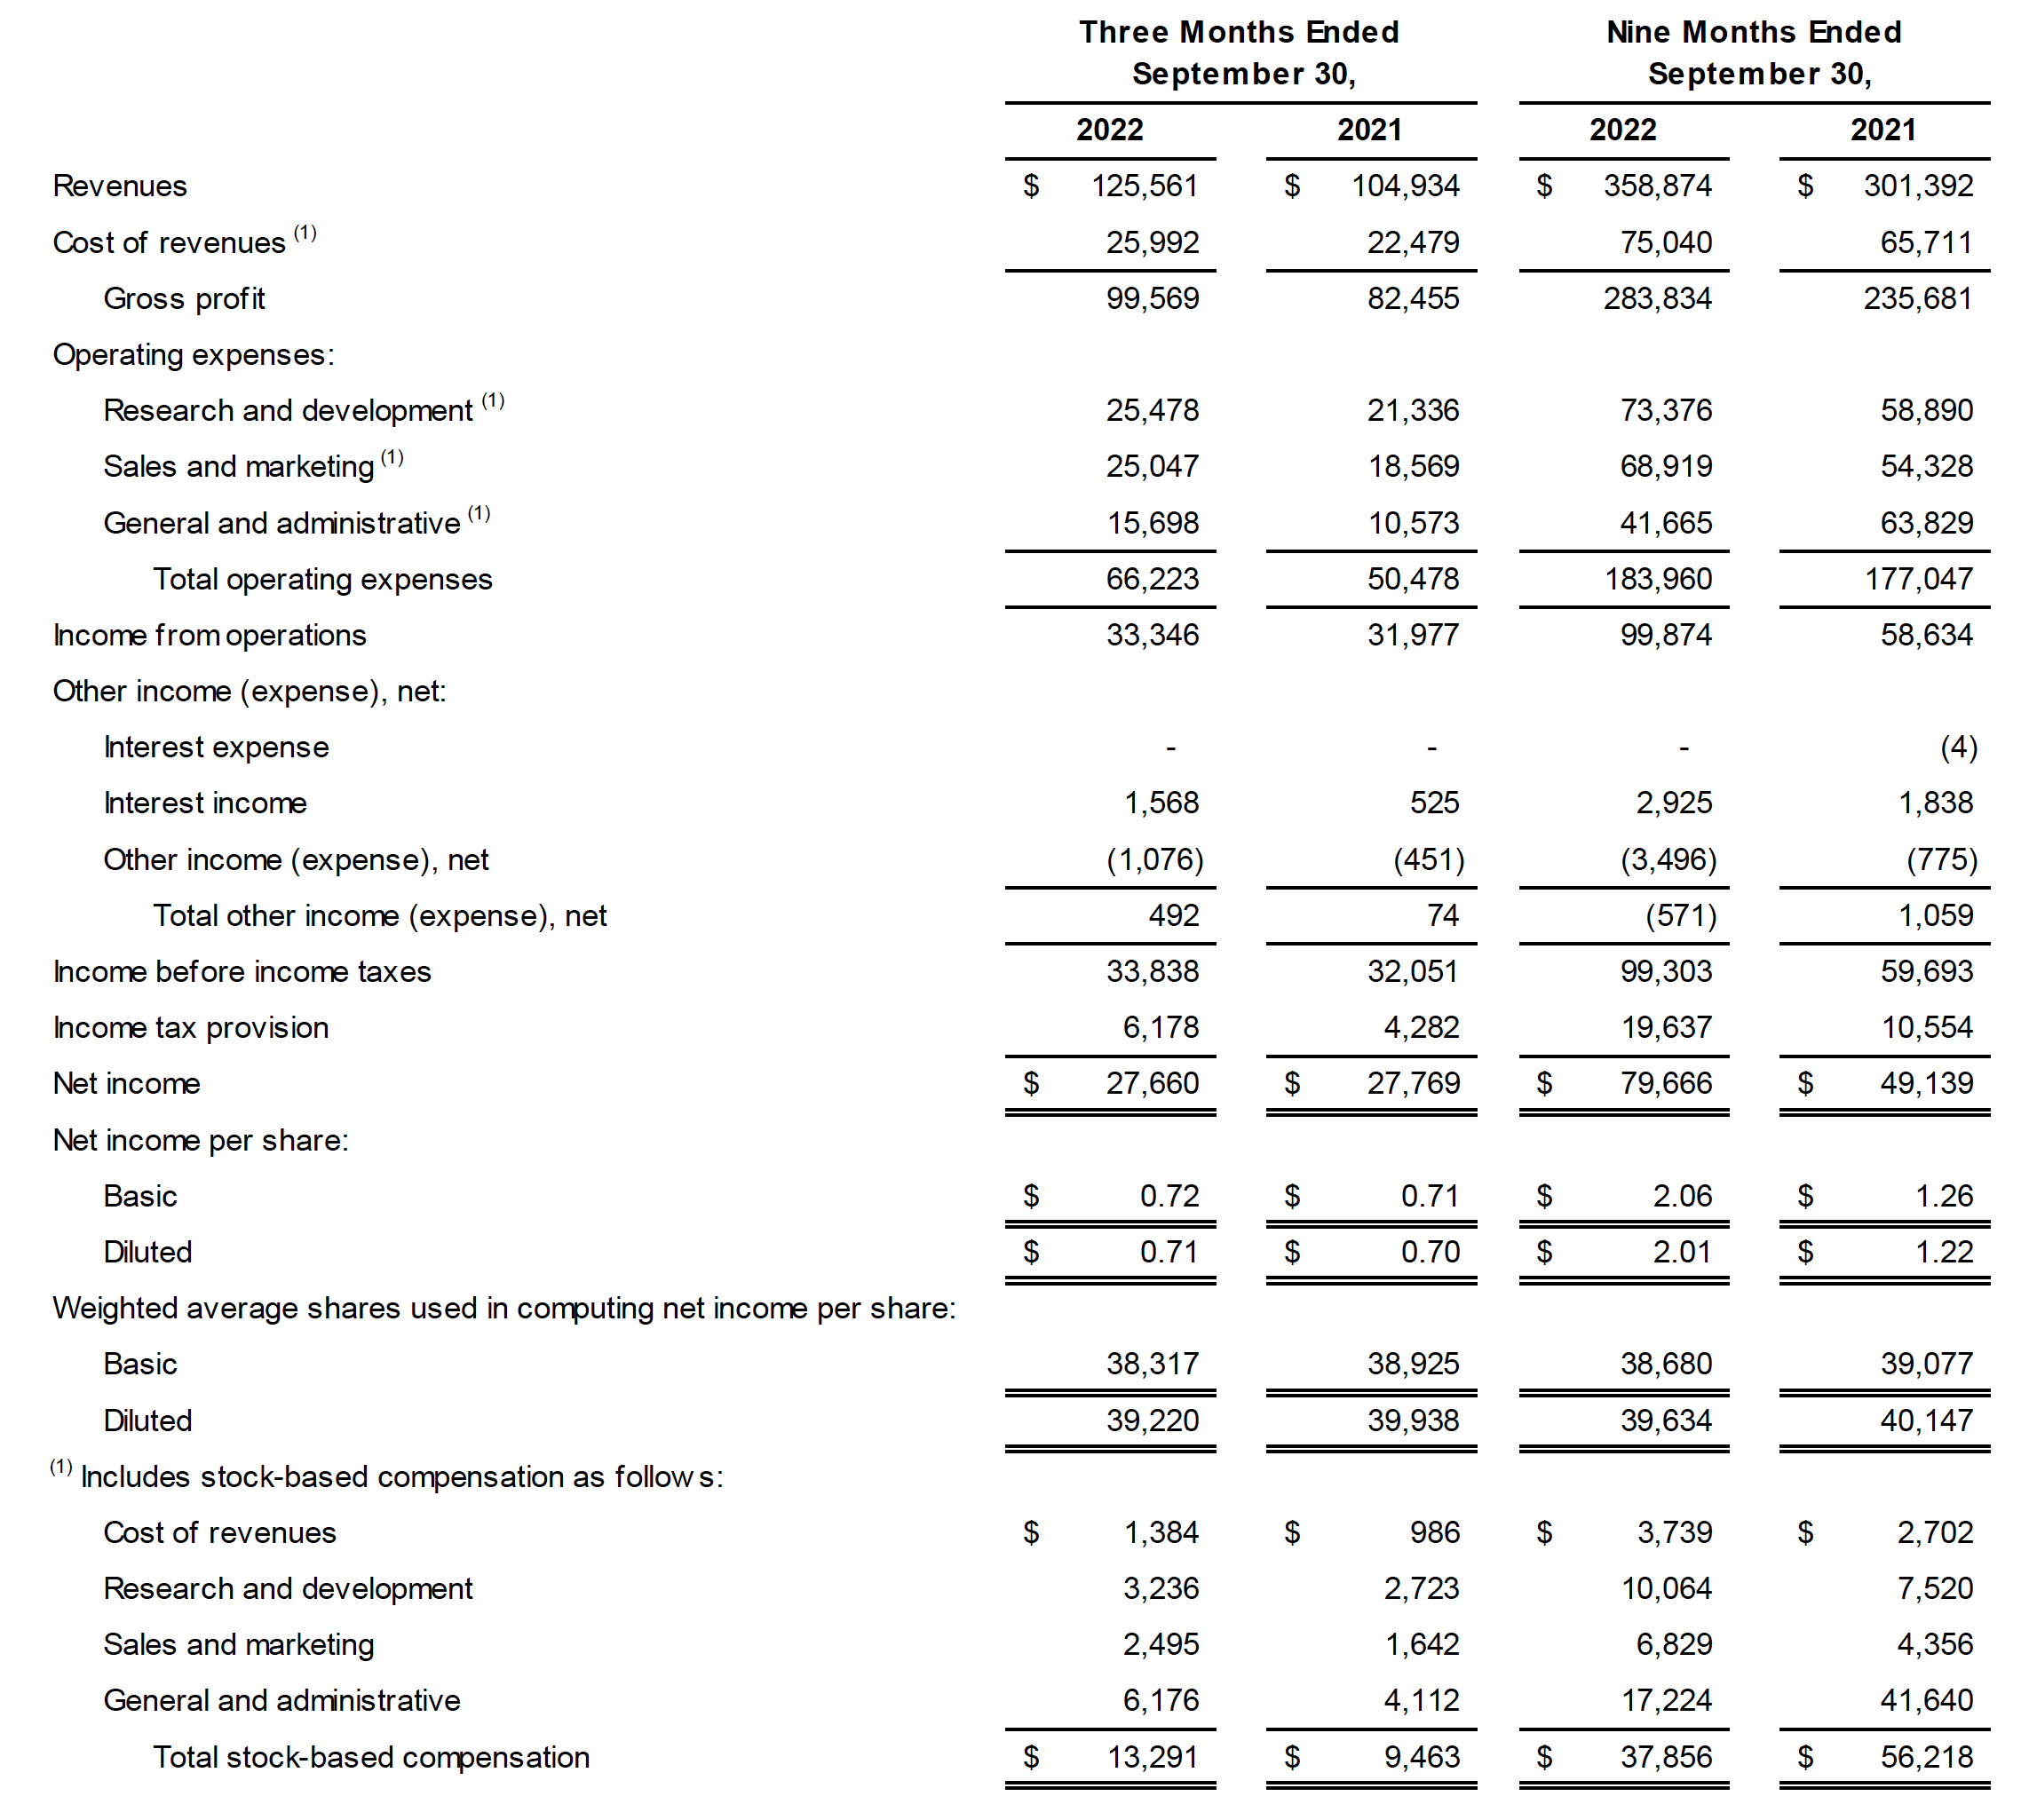 Three Months Ended Nine Months Ended
September 30, September 30,
2022 2021 2022 2021
Revenues $ 125,561 $ 104,934 $ 358,874 $ 301,392
Cost of revenues (1) 25,992 22,479 75,040 65,711
Gross profit 99,569 82,455 283,834 235,681
Operating expenses:
Research and development (1) 25,478 21,336 73,376 58,890
Sales and marketing (1) 25,047 18,569 68,919 54,328
General and administrative (1) 15,698 10,573 41,665 63,829
Total operating expenses 66,223 50,478 183,960 177,047
Income from operations 33,346 31,977 99,874 58,634
Other income (expense), net:
Interest expense - - - (4)
Interest income 1,568 525 2,925 1,838
Other income (expense), net (1,076) (451) (3,496) (775)
Total other income (expense), net 492 74 (571) 1,059
Income before income taxes 33,838 32,051 99,303 59,693
Income tax provision 6,178 4,282 19,637 10,554
Net income $ 27,660 $ 27,769 $ 79,666 $ 49,139
Net income per share:
Basic $ 0.72 $ 0.71 $ 2.06 $ 1.26
Diluted $ 0.71 $ 0.70 $ 2.01 $ 1.22
Weighted average shares used in computing net income per share:
Basic 38,317 38,925 38,680 39,077
Diluted 39,220 39,938 39,634 40,147
(1) Includes stock-based compensation as follows:
Cost of revenues $ 1,384 $ 986 $ 3,739 $ 2,702
Research and development 3,236 2,723 10,064 7,520
Sales and marketing 2,495 1,642 6,829 4,356
General and administrative 6,176 4,112 17,224 41,640
Total stock-based compensation $ 13,291 $ 9,463 $ 37,856 $ 56,218